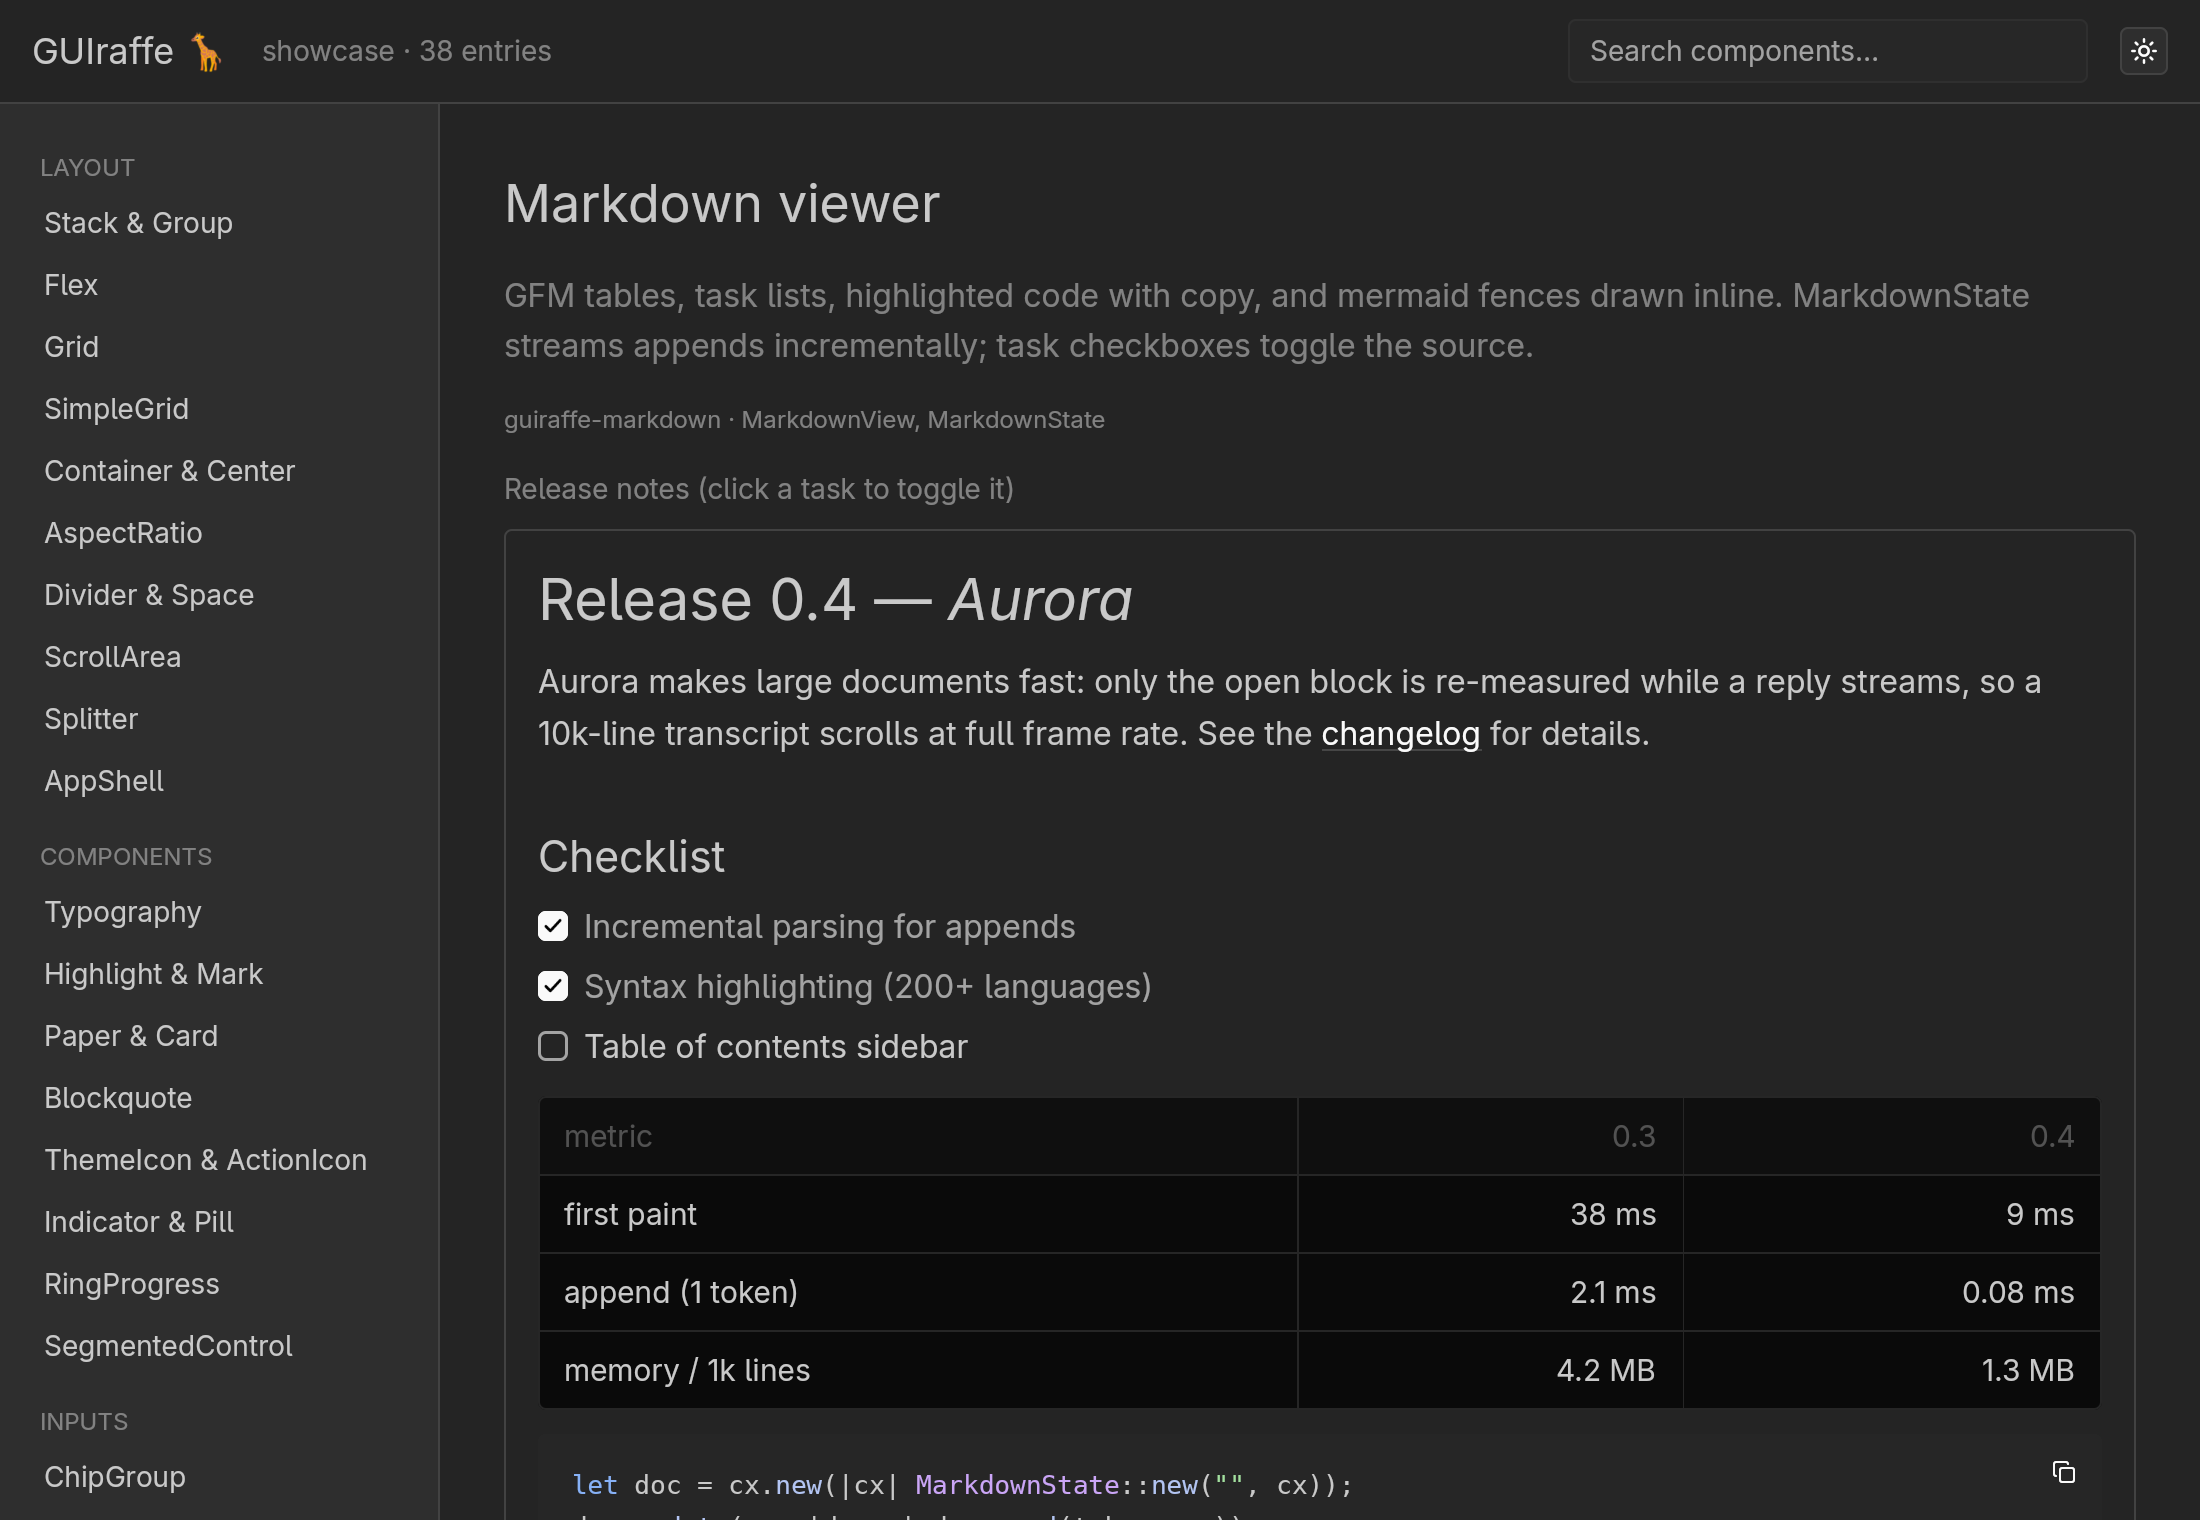 GUIraffe 🦒 showcase · 38 entries
Search components...
LAYOUT
Stack & Group
Flex
Grid
SimpleGrid
Container & Center
AspectRatio
Divider & Space
ScrollArea
Splitter
AppShell
COMPONENTS
Typography
Highlight & Mark
Paper & Card
Blockquote
ThemeIcon & ActionIcon
Indicator & Pill
RingProgress
SegmentedControl
INPUTS
ChipGroup
Markdown viewer
GFM tables, task lists, highlighted code with copy, and mermaid fences drawn inline. MarkdownState
streams appends incrementally; task checkboxes toggle the source.
guiraffe-markdown · MarkdownView, MarkdownState
Release notes (click a task to toggle it)
Release 0.4 — Aurora
Aurora makes large documents fast: only the open block is re-measured while a reply streams, so a
10k-line transcript scrolls at full frame rate. See the changelog for details.
Checklist
Incremental parsing for appends
Syntax highlighting (200+ languages)
Table of contents sidebar
metric 0.3 0.4
first paint 38 ms 9 ms
append (1 token) 2.1 ms 0.08 ms
memory / 1k lines 4.2 MB 1.3 MB
let doc = cx.new(|cx| MarkdownState::new("", cx));